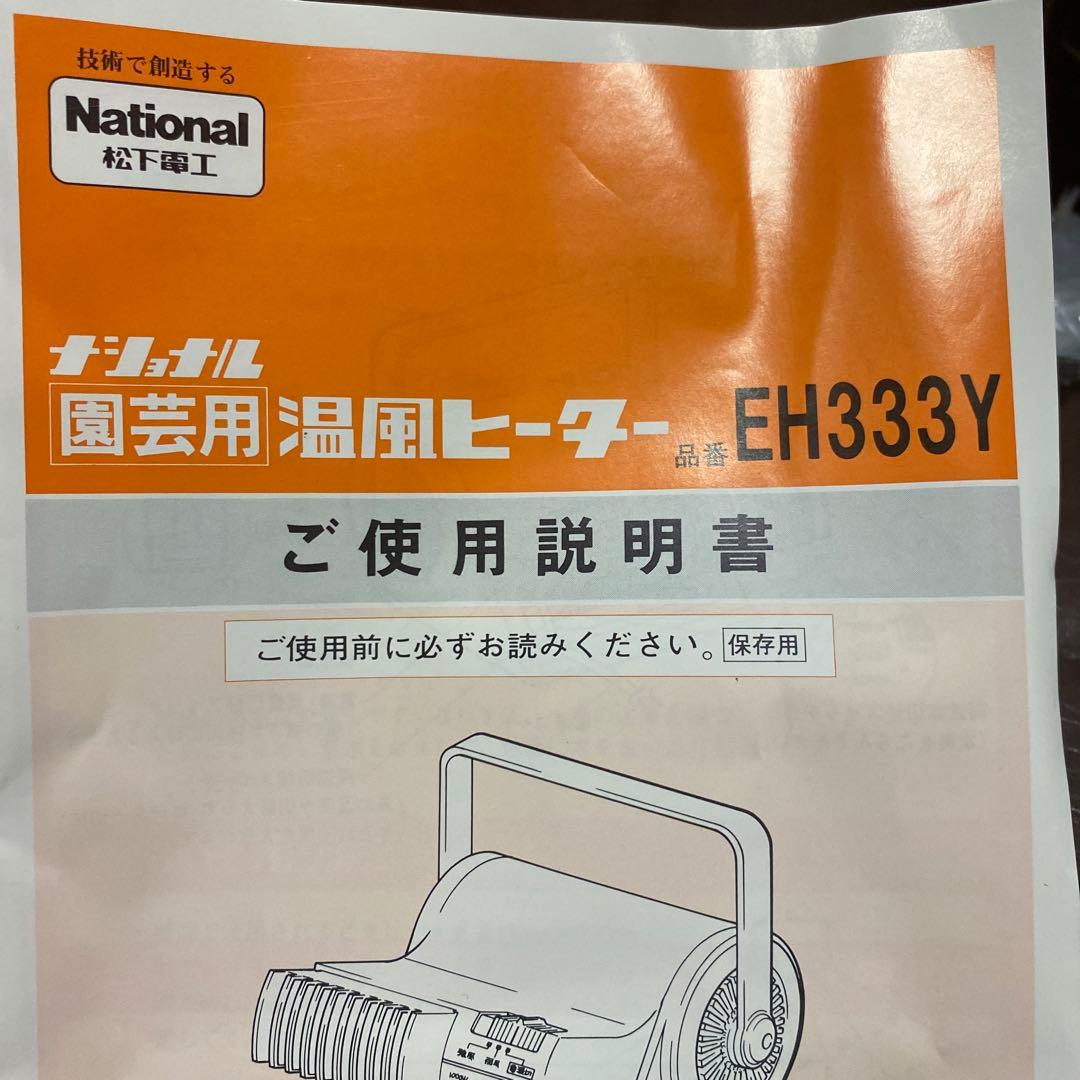 技術で創造する
National
松下電工
ナショナル
園芸用 温風ヒーター 品番 EH333Y
ご使用説明書
ご使用前に必ずお読みください。 保存用